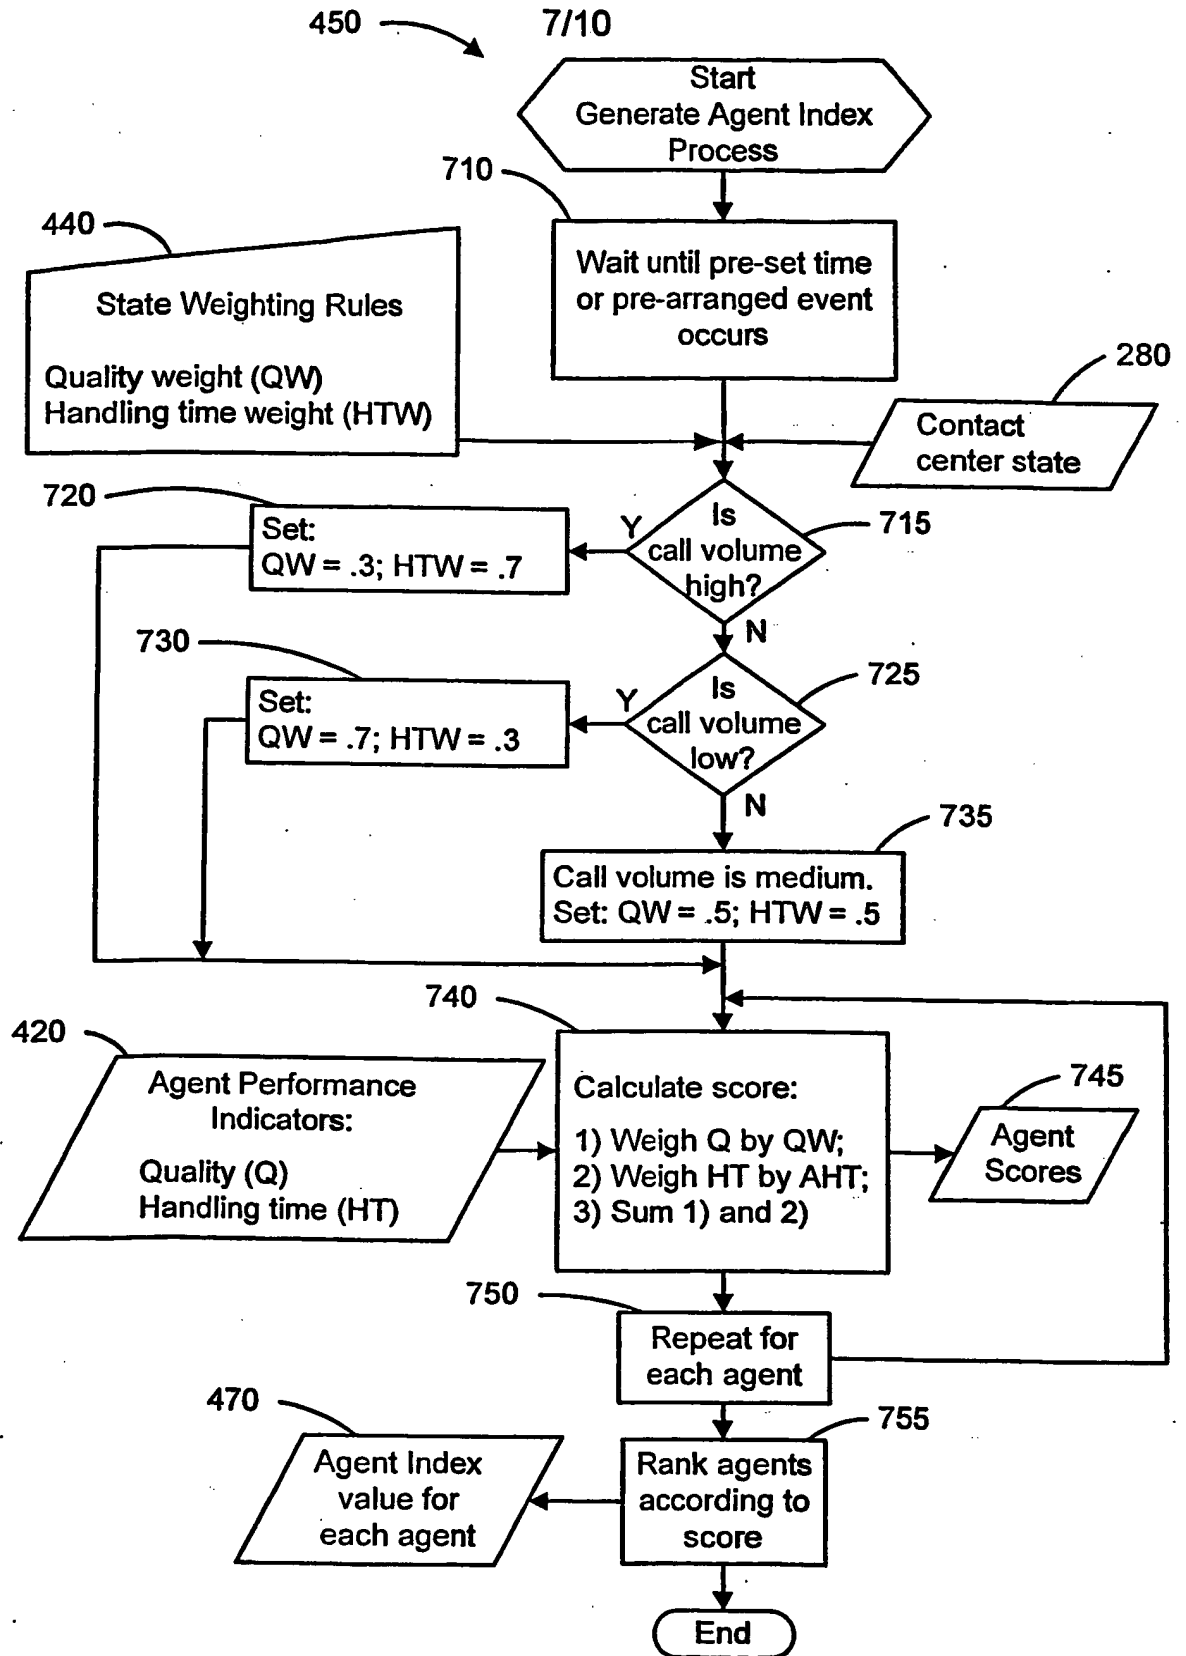 450
7/10
Start
Generate Agent Index
Process
710
440
Wait until pre-set time
or pre-arranged event
occurs
State Weighting Rules
Quality weight (QW)
Handling time weight (HTW)
280
Contact
center state
720
Set:
QW = .3; HTW = .7
Y
Is
call volume
high?
715
N
730
Set:
QW = .7; HTW = .3
Y
Is
call volume
low?
725
N
735
Call volume is medium.
Set: QW = .5; HTW = .5
740
420
Agent Performance
Indicators:
Quality (Q)
Handling time (HT)
Calculate score:
1) Weigh Q by QW;
2) Weigh HT by AHT;
3) Sum 1) and 2)
745
Agent
Scores
750
Repeat for
each agent
470
Agent Index
value for
each agent
755
Rank agents
according to
score
End